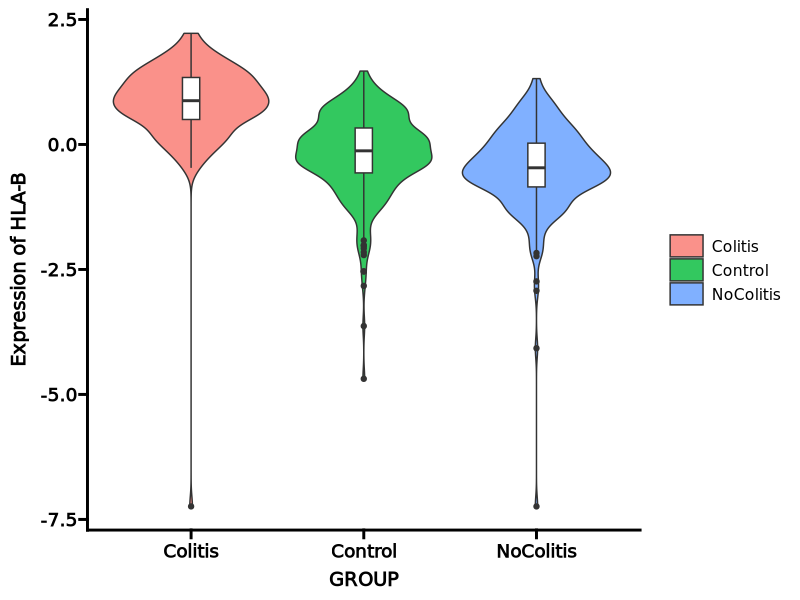 Expression of HLA-B
2.5
0.0
-2.5
-5.0
-7.5
Colitis
Control
NoColitis
GROUP
Colitis
Control
NoColitis